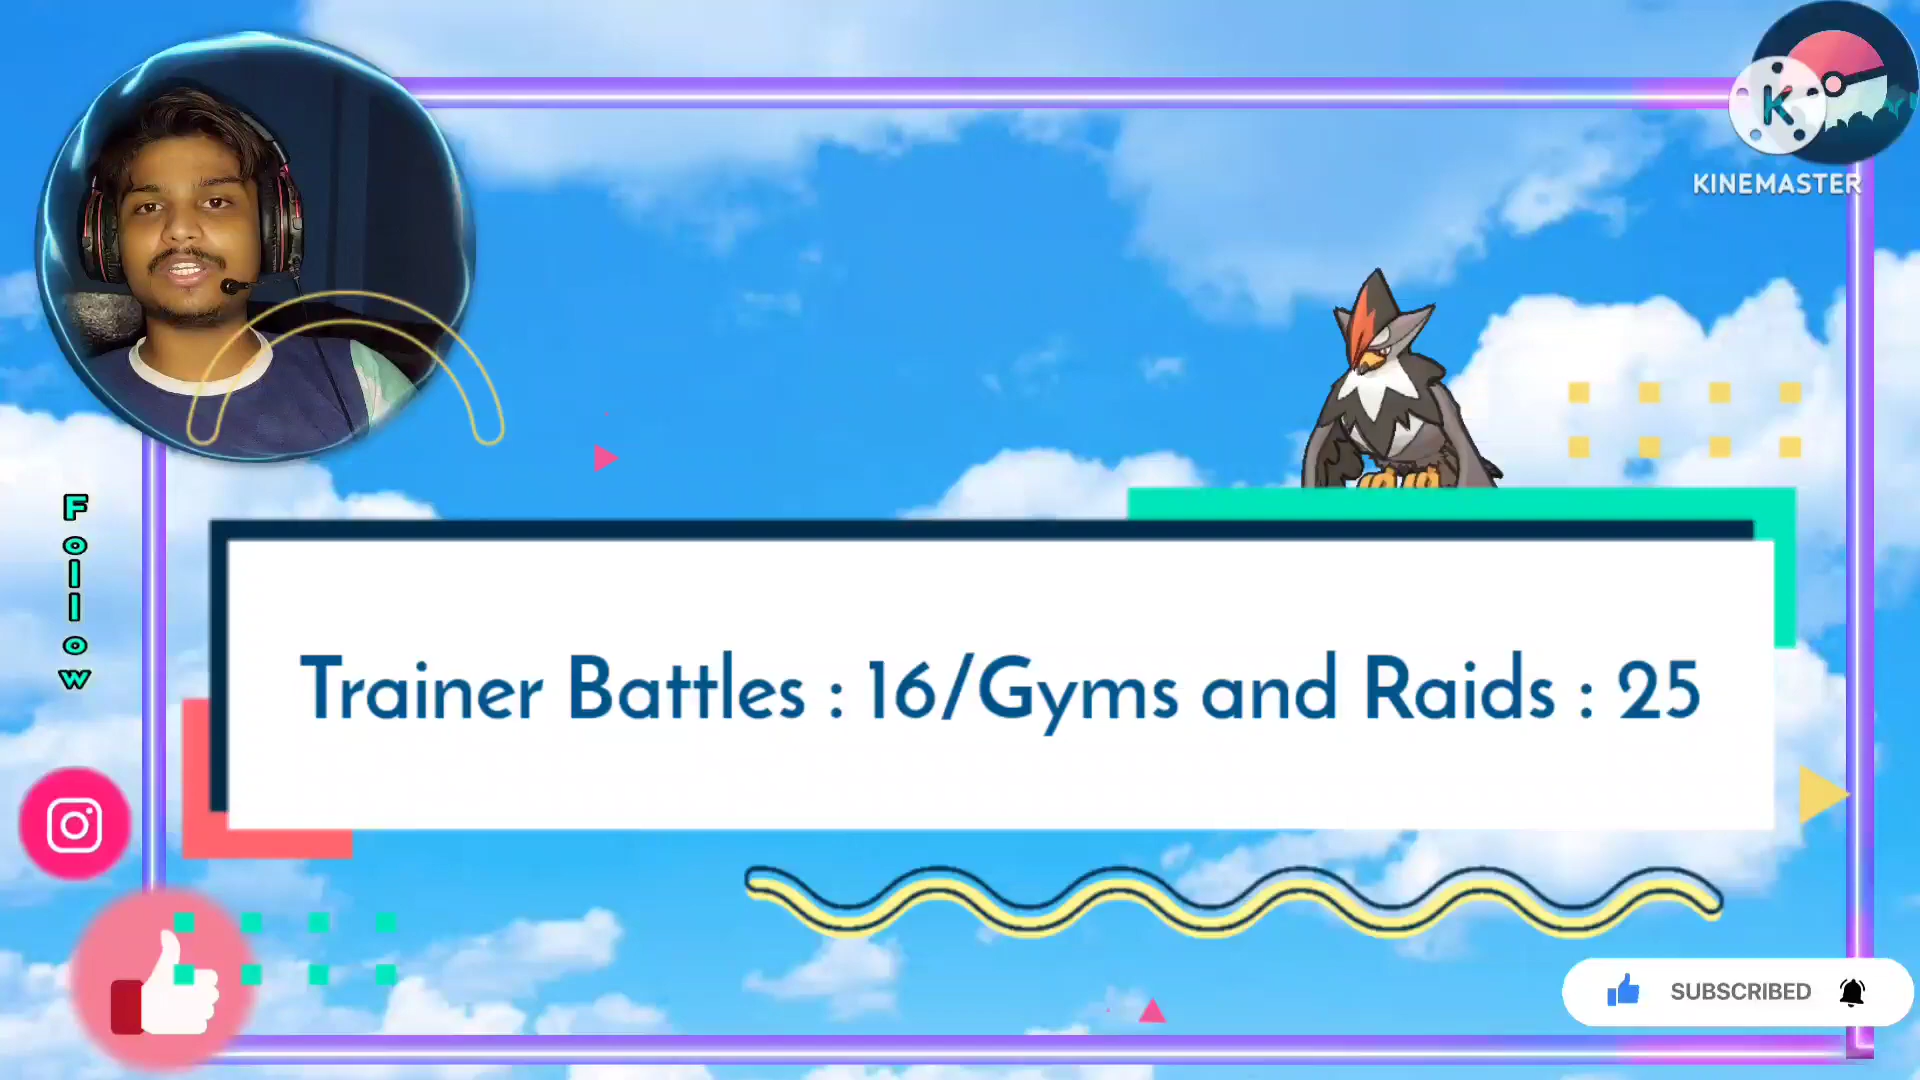 KINEMASTER
Follow
Trainer Battles : 16/Gyms and Raids : 25
SUBSCRIBED